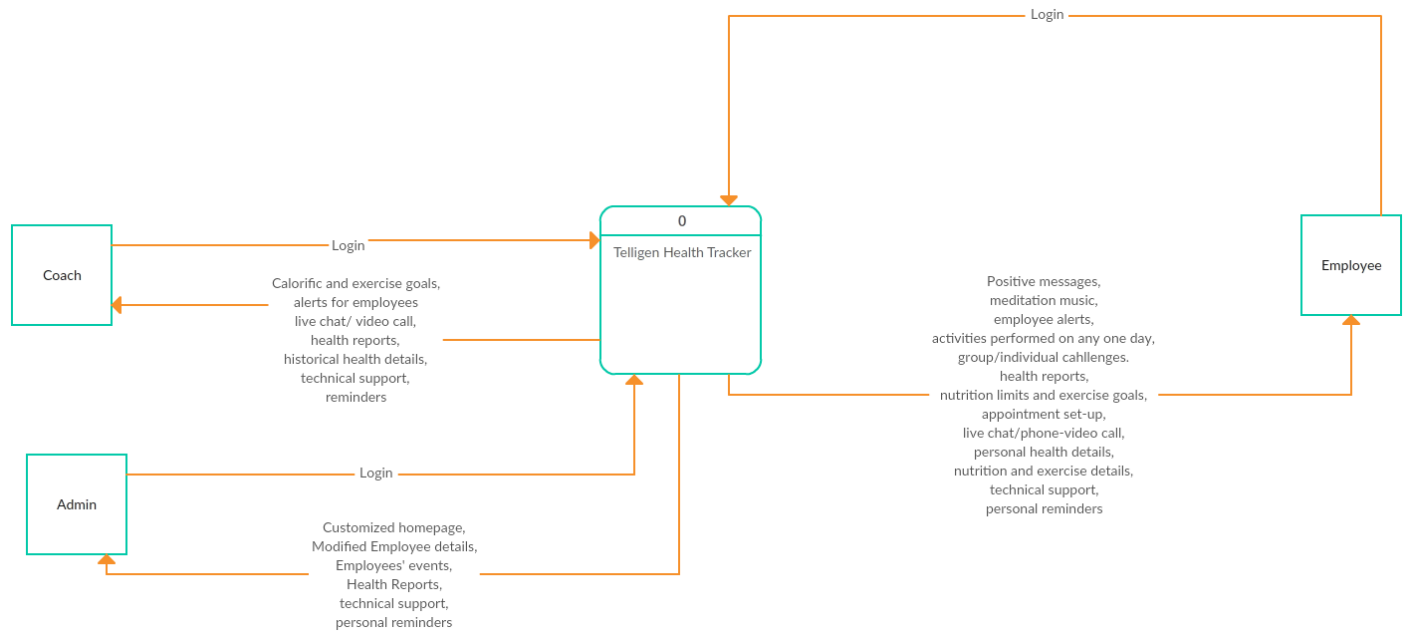 Login
0
Telligen Health Tracker
Coach
Login
Calorific and exercise goals,
alerts for employees
live chat/ video call,
health reports,
historical health details,
technical support,
reminders
Employee
Positive messages,
meditation music,
employee alerts,
activities performed on any one day,
group/individual cahllenges.
health reports,
nutrition limits and exercise goals,
appointment set-up,
live chat/phone-video call,
personal health details,
nutrition and exercise details,
technical support,
personal reminders
Admin
Login
Customized homepage,
Modified Employee details,
Employees' events,
Health Reports,
technical support,
personal reminders